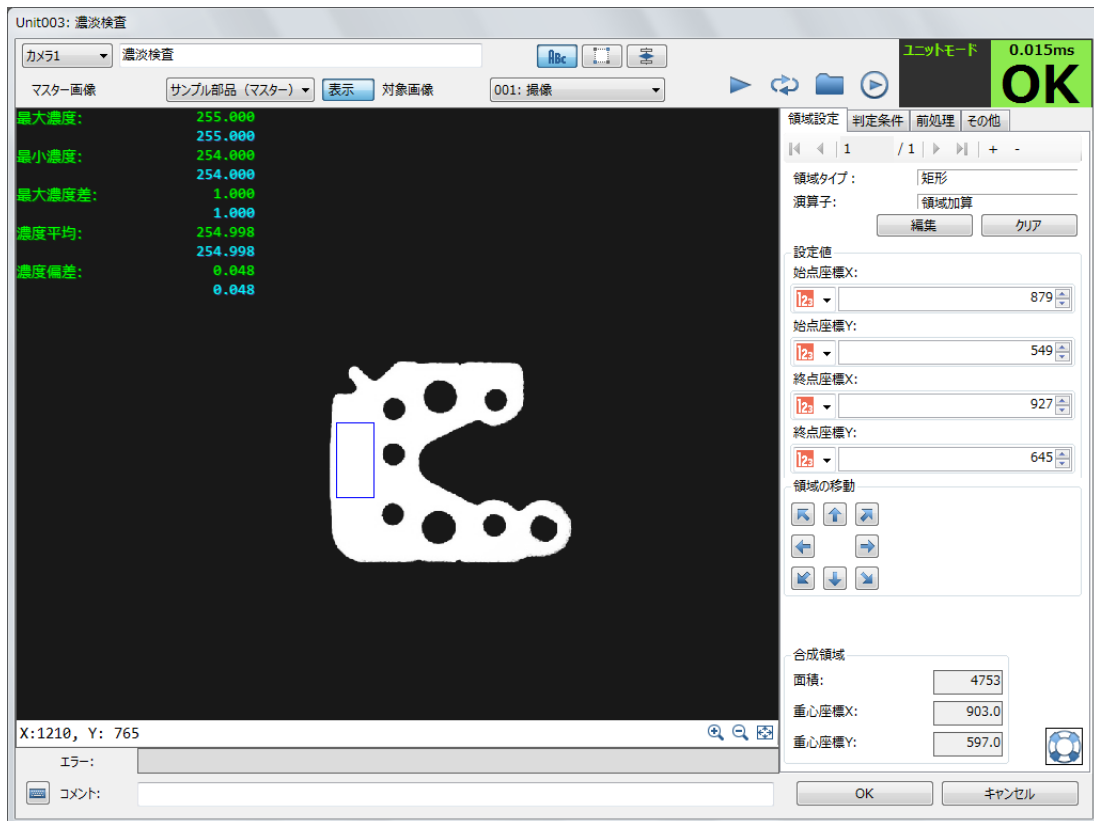 Unit003: 濃淡検査
カメラ1 濃淡検査 ABc ユニットモード 0.015ms
OK
マスター画像 サンプル部品（マスター） 表示 対象画像 001: 撮像
最大濃度: 255.000
255.000
最小濃度: 254.000
254.000
最大濃度差: 1.000
1.000
濃度平均: 254.998
254.998
濃度偏差: 0.048
0.048
X:1210, Y: 765
領域設定 判定条件 前処理 その他
1 / 1 + -
領域タイプ: 矩形
演算子: 領域加算
編集 クリア
設定値
始点座標X:
123 879
始点座標Y:
123 549
終点座標X:
123 927
終点座標Y:
123 645
領域の移動
合成領域
面積: 4753
重心座標X: 903.0
重心座標Y: 597.0
エラー:
コメント:
OK キャンセル